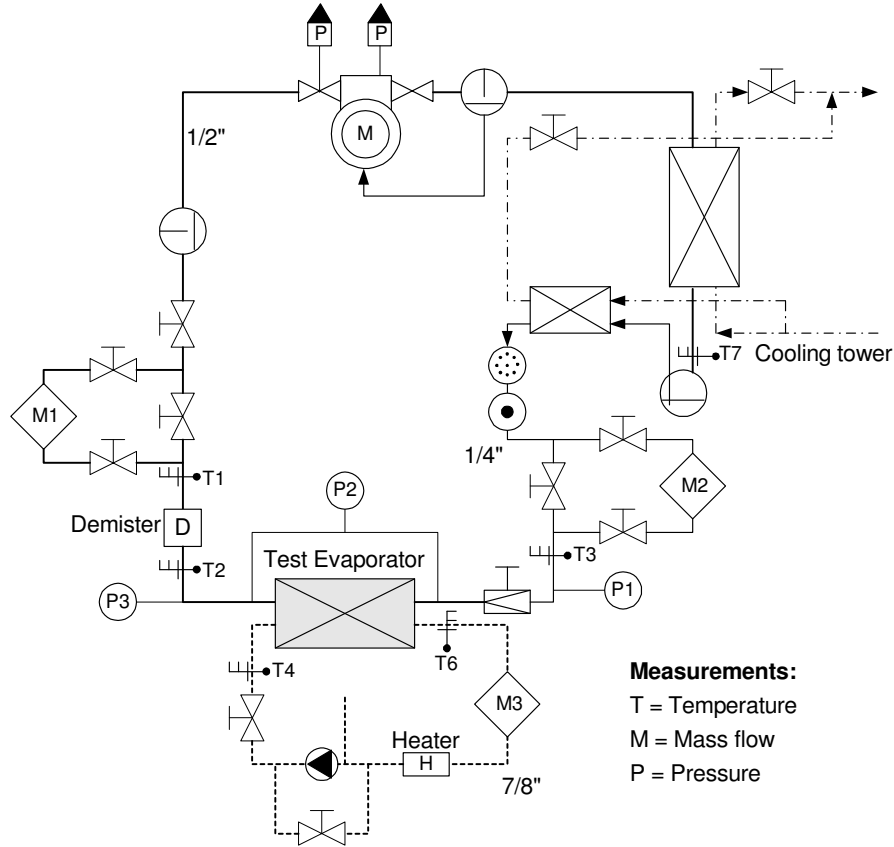 P
P
1/2"
M
M1
T7
Cooling tower
1/4"
M2
T1
P2
Demister
D
T3
Test Evaporator
T2
P3
P1
T6
T4
M3
Measurements:
T = Temperature
Heater
M = Mass flow
H
7/8"
P = Pressure